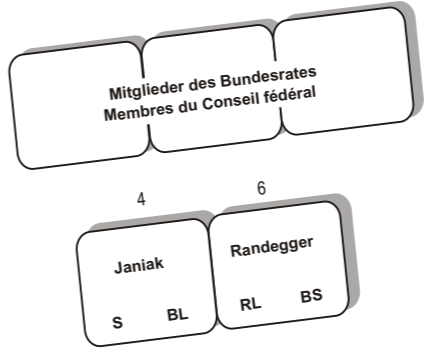 Mitglieder des Bundesrates
Membres du Conseil fédéral
4 6
Janiak Randegger
S BL RL BS